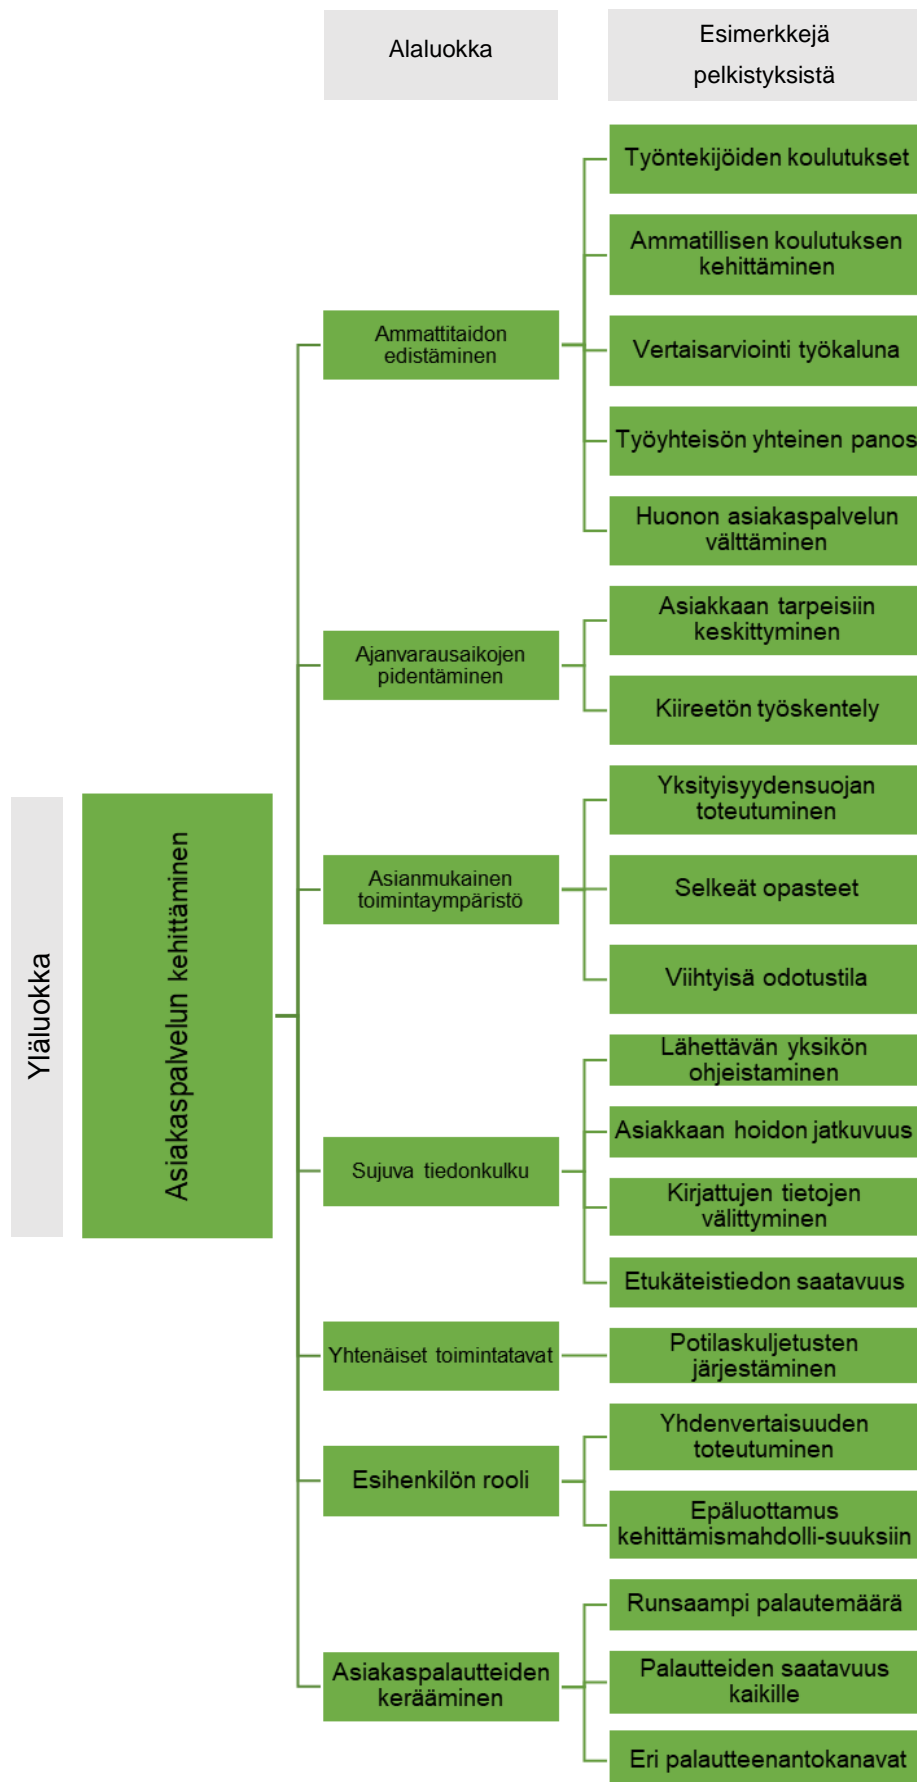 Alaluokka
Esimerkkejä
pelkistyksistä
Yläluokka
Asiakaspalvelun kehittäminen
Ammattitaidon
edistäminen
Työntekijöiden koulutukset
Ammatillisen koulutuksen
kehittäminen
Vertaisarviointi työkaluna
Työyhteisön yhteinen panos
Huonon asiakaspalvelun
välttäminen
Ajanvarausaikojen
pidentäminen
Asiakkaan tarpeisiin
keskittyminen
Kiireetön työskentely
Asianmukainen
toimintaympäristö
Yksityisyydensuojan
toteutuminen
Selkeät opasteet
Viihtyisä odotustila
Sujuva tiedonkulku
Lähettävän yksikön
ohjeistaminen
Asiakkaan hoidon jatkuvuus
Kirjattujen tietojen
välittyminen
Etukäteistiedon saatavuus
Yhtenäiset toimintatavat
Potilaskuljetusten
järjestäminen
Esihenkilön rooli
Yhdenvertaisuuden
toteutuminen
Epäluottamus
kehittämismahdolli-suuksiin
Asiakaspalautteiden
kerääminen
Runsaampi palautemäärä
Palautteiden saatavuus
kaikille
Eri palautteenantokanavat